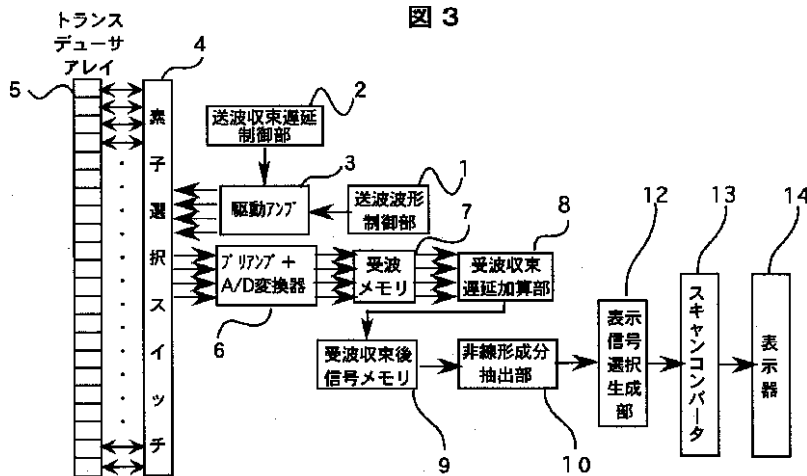 図３
トランス
デューサ
アレイ
5
4
素子選択スイッチ
送波収束遅延
制御部
2
駆動アンプ
3
送波波形
制御部
1
プリアンプ＋
A/D変換器
6
受波
メモリ
7
受波収束
遅延加算部
8
受波収束後
信号メモリ
9
非線形成分
抽出部
10
表示
信号
選択
生成
部
12
スキャンコンバータ
13
表示器
14